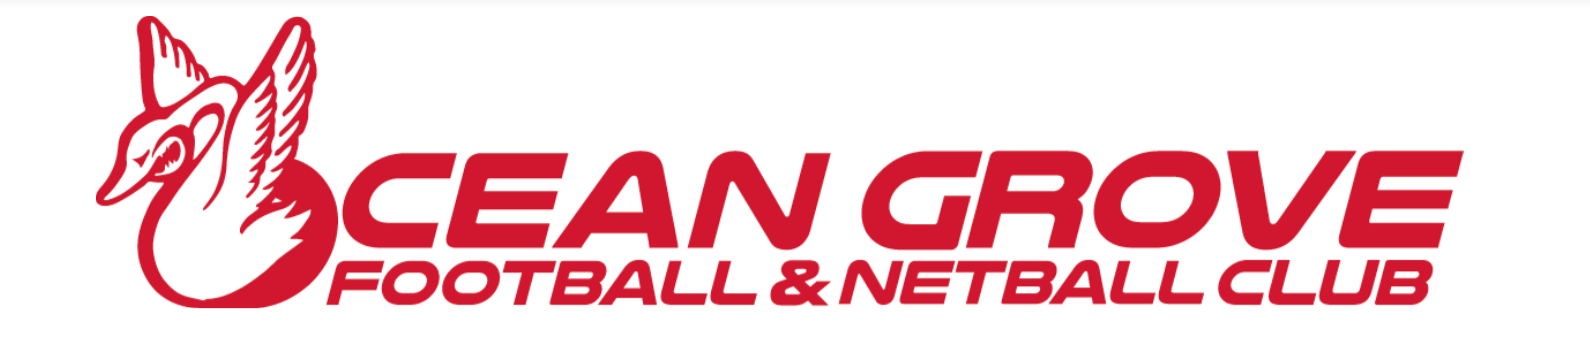 OCEAN GROVE
FOOTBALL & NETBALL CLUB